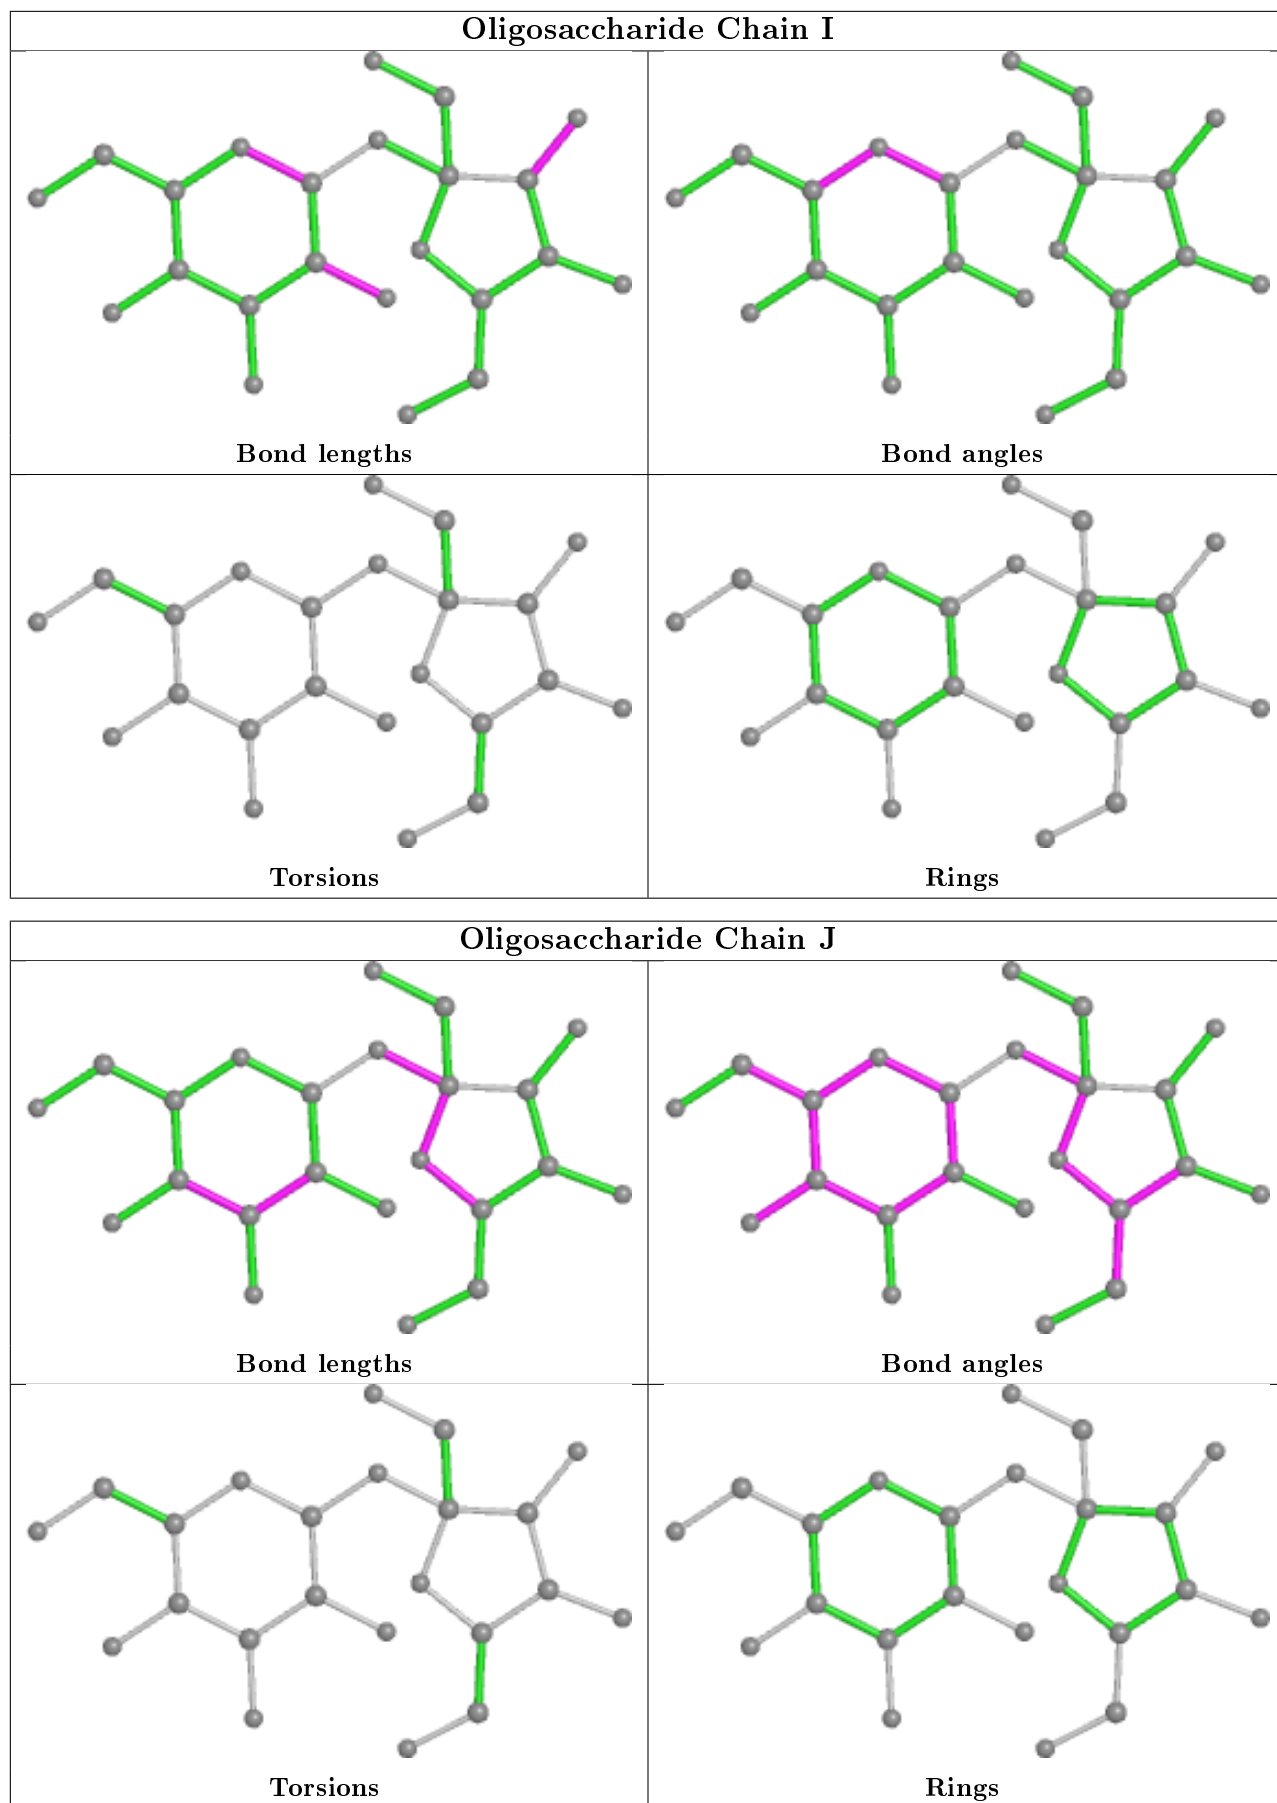 Oligosaccharide Chain I
Bond lengths
Bond angles
Torsions
Rings
Oligosaccharide Chain J
Bond lengths
Bond angles
Torsions
Rings